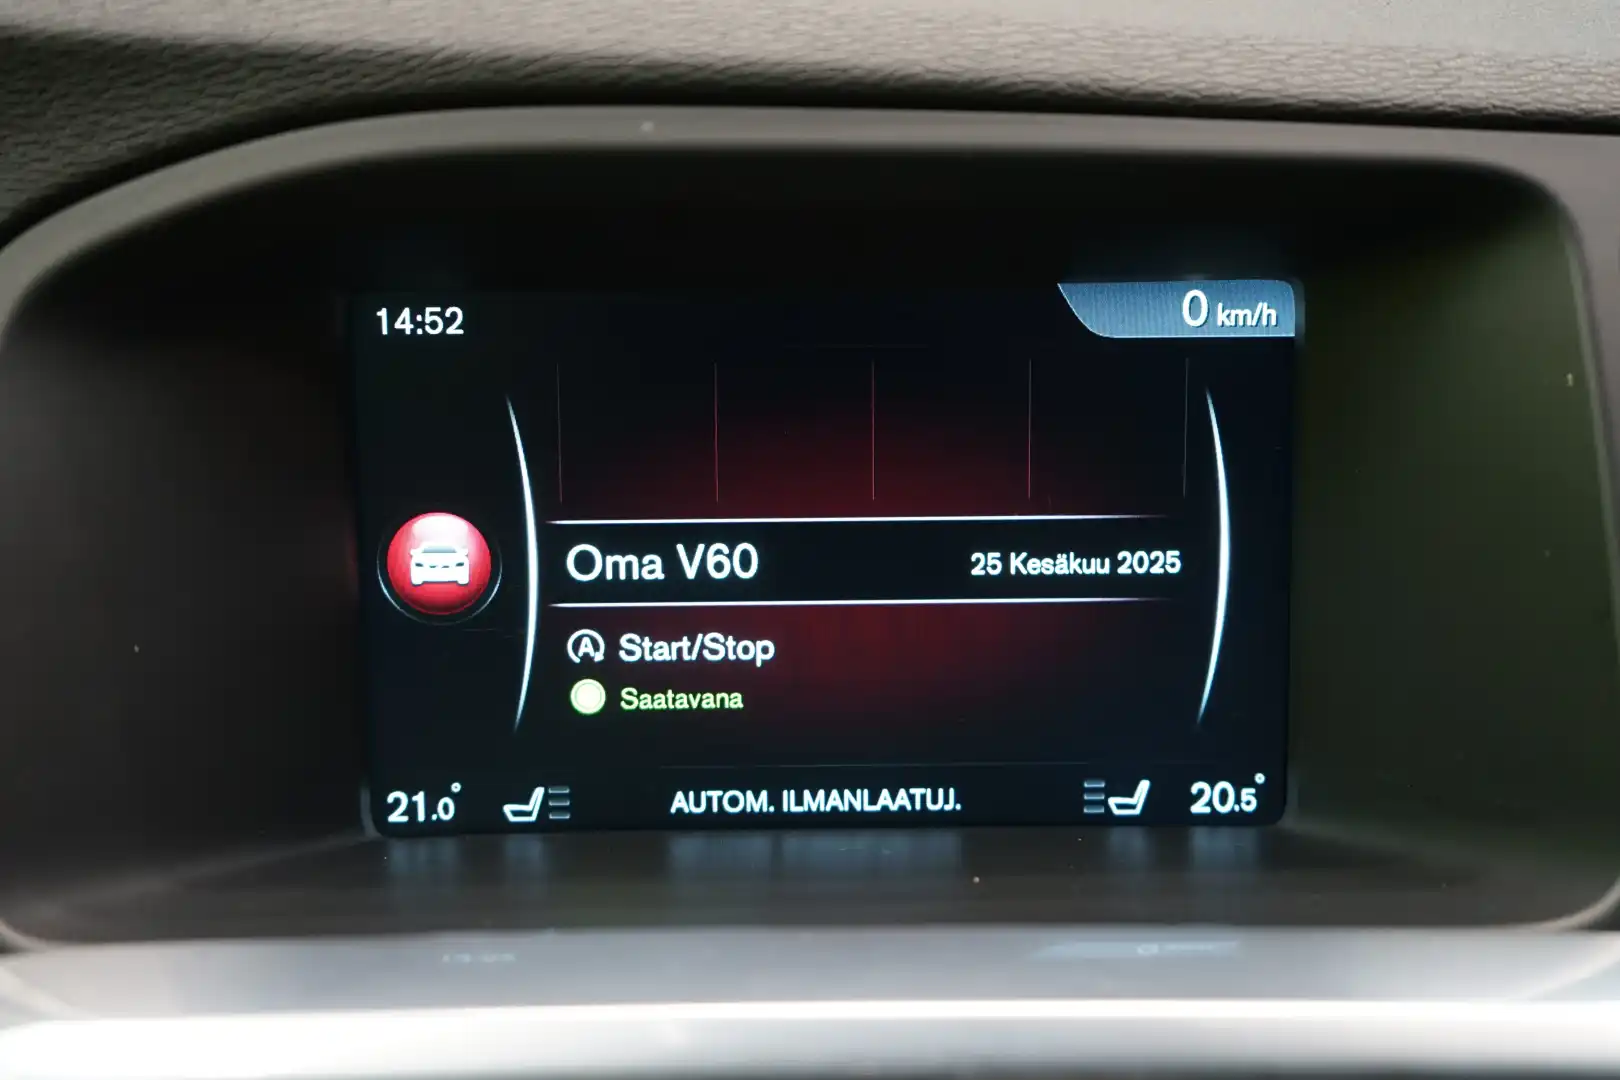 14:52
0 km/h
Oma V60
25 Kesäkuu 2025
A Start/Stop
Saatavana
21.0°
AUTOM. ILMANLAATUJ.
20.5°